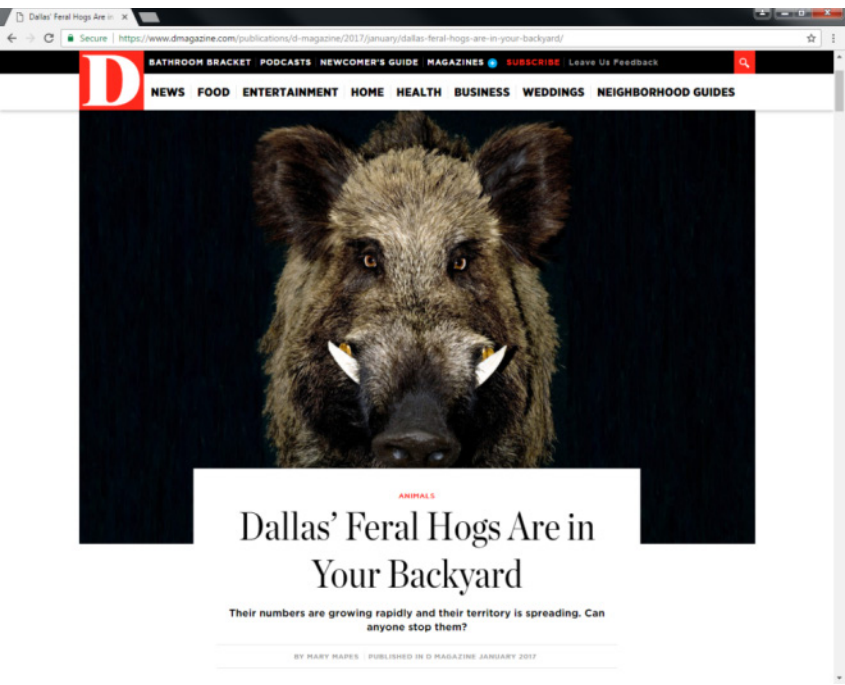 Dallas' Feral Hogs Are in
Secure | https://www.dmagazine.com/publications/d-magazine/2017/january/dallas-feral-hogs-are-in-your-backyard/
D
BATHROOM BRACKET PODCASTS NEWCOMER'S GUIDE MAGAZINES SUBSCRIBE Leave Us Feedback
NEWS FOOD ENTERTAINMENT HOME HEALTH BUSINESS WEDDINGS NEIGHBORHOOD GUIDES
ANIMALS
Dallas' Feral Hogs Are in
Your Backyard
Their numbers are growing rapidly and their territory is spreading. Can
anyone stop them?
BY MARY MAPES PUBLISHED IN D MAGAZINE JANUARY 2017